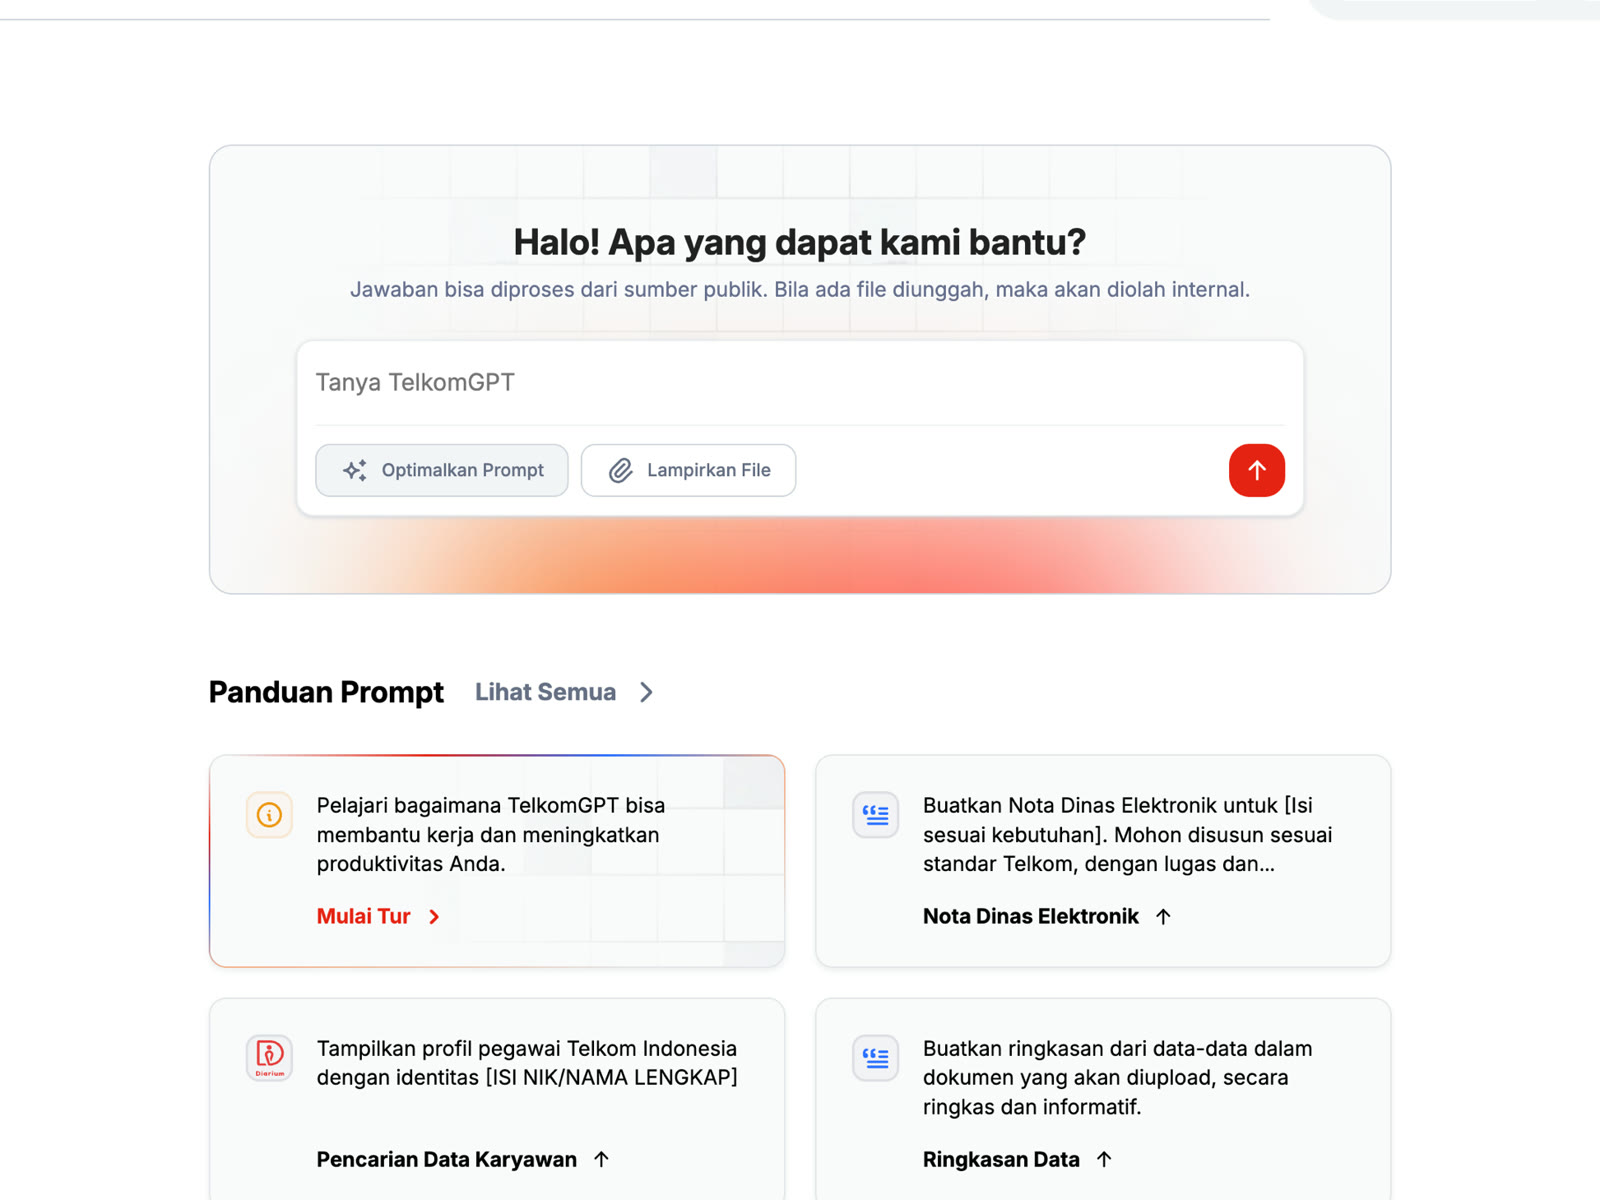 Halo! Apa yang dapat kami bantu?
Jawaban bisa diproses dari sumber publik. Bila ada file diunggah, maka akan diolah internal.
Tanya TelkomGPT
Optimalkan Prompt
Lampirkan File
Panduan Prompt
Lihat Semua
Pelajari bagaimana TelkomGPT bisa
membantu kerja dan meningkatkan
produktivitas Anda.
Mulai Tur
Buatkan Nota Dinas Elektronik untuk [Isi
sesuai kebutuhan]. Mohon disusun sesuai
standar Telkom, dengan lugas dan...
Nota Dinas Elektronik
Diarium
Tampilkan profil pegawai Telkom Indonesia
dengan identitas [ISI NIK/NAMA LENGKAP]
Pencarian Data Karyawan
Buatkan ringkasan dari data-data dalam
dokumen yang akan diupload, secara
ringkas dan informatif.
Ringkasan Data